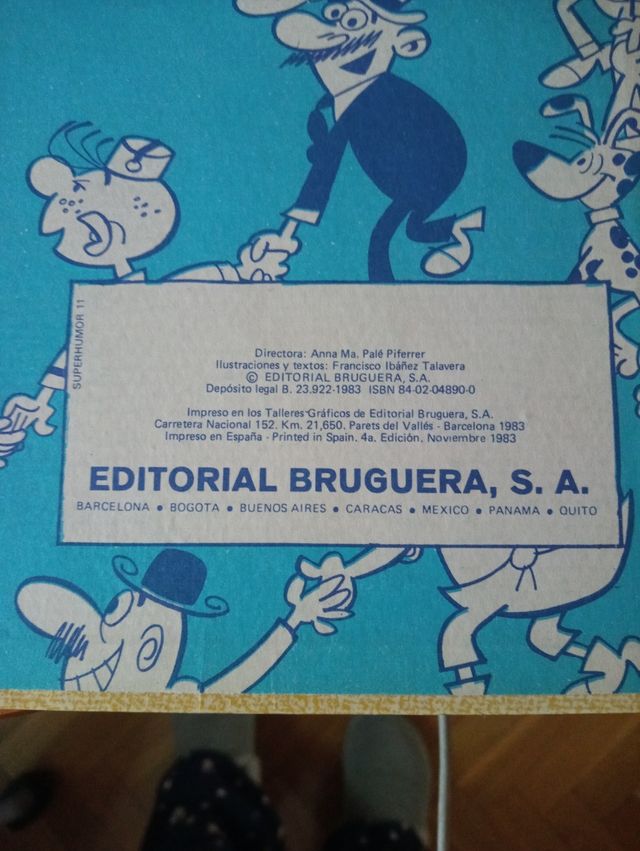 SUPERHUMOR 11
Directora: Anna Ma. Palé Piferrer
Ilustraciones y textos: Francisco Ibáñez Talavera
© EDITORIAL BRUGUERA, S.A.
Depósito legal B. 23.922-1983 ISBN 84-02-04890-0
Impreso en los Talleres Gráficos de Editorial Bruguera, S.A.
Carretera Nacional 152. Km. 21,650. Parets del Vallés - Barcelona 1983
Impreso en España - Printed in Spain. 4a. Edición. Noviembre 1983
EDITORIAL BRUGUERA, S. A.
BARCELONA • BOGOTA • BUENOS AIRES • CARACAS • MEXICO • PANAMA • QUITO